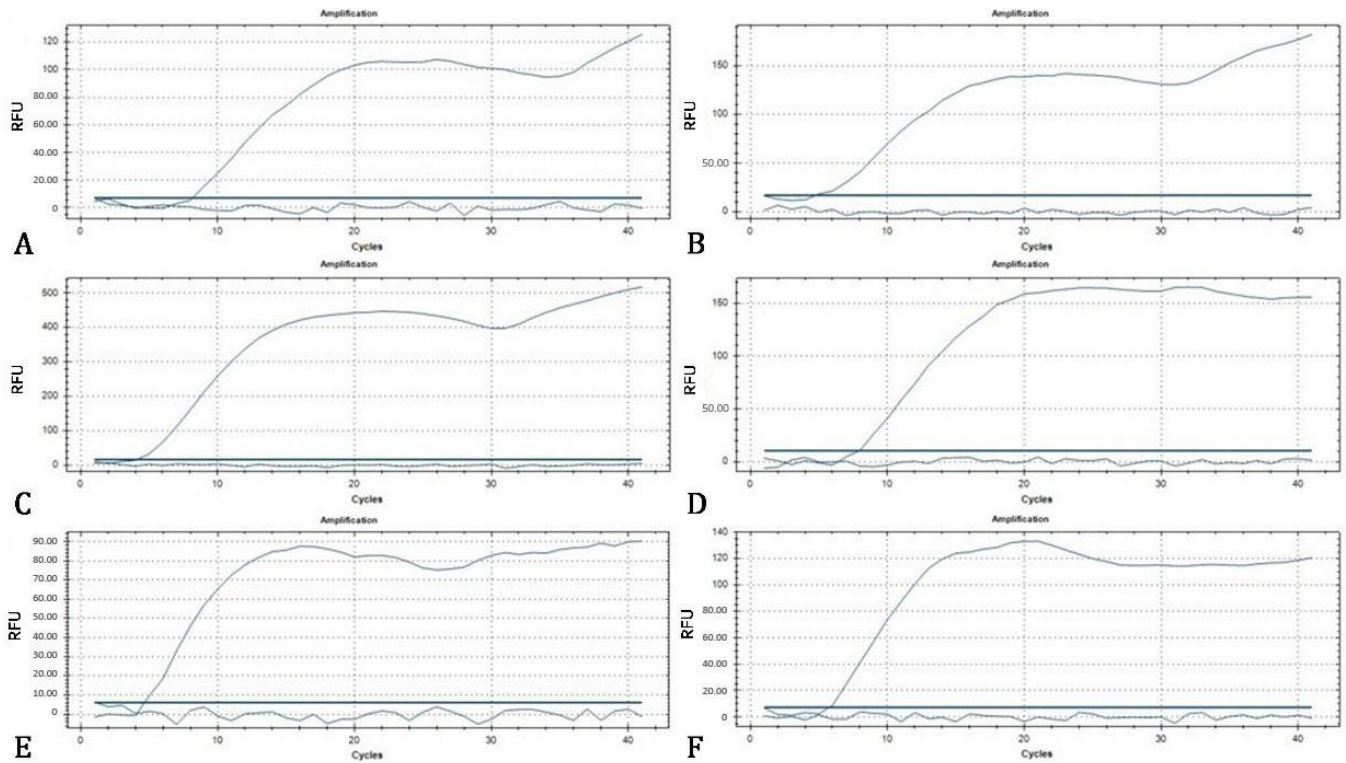 Amplification
RFU
120
100
80.00
60.00
40.00
20.00
0
0
10
20
30
40
Cycles
A
Amplification
RFU
150
100
50.00
0
0
10
20
30
40
Cycles
B
Amplification
RFU
500
400
300
200
100
0
0
10
20
30
40
Cycles
C
Amplification
RFU
150
100
50.00
0
0
10
20
30
40
Cycles
D
Amplification
RFU
90.00
80.00
70.00
60.00
50.00
40.00
30.00
20.00
10.00
0
0
10
20
30
40
Cycles
E
Amplification
RFU
140
120
100
80.00
60.00
40.00
20.00
0
0
10
20
30
40
Cycles
F